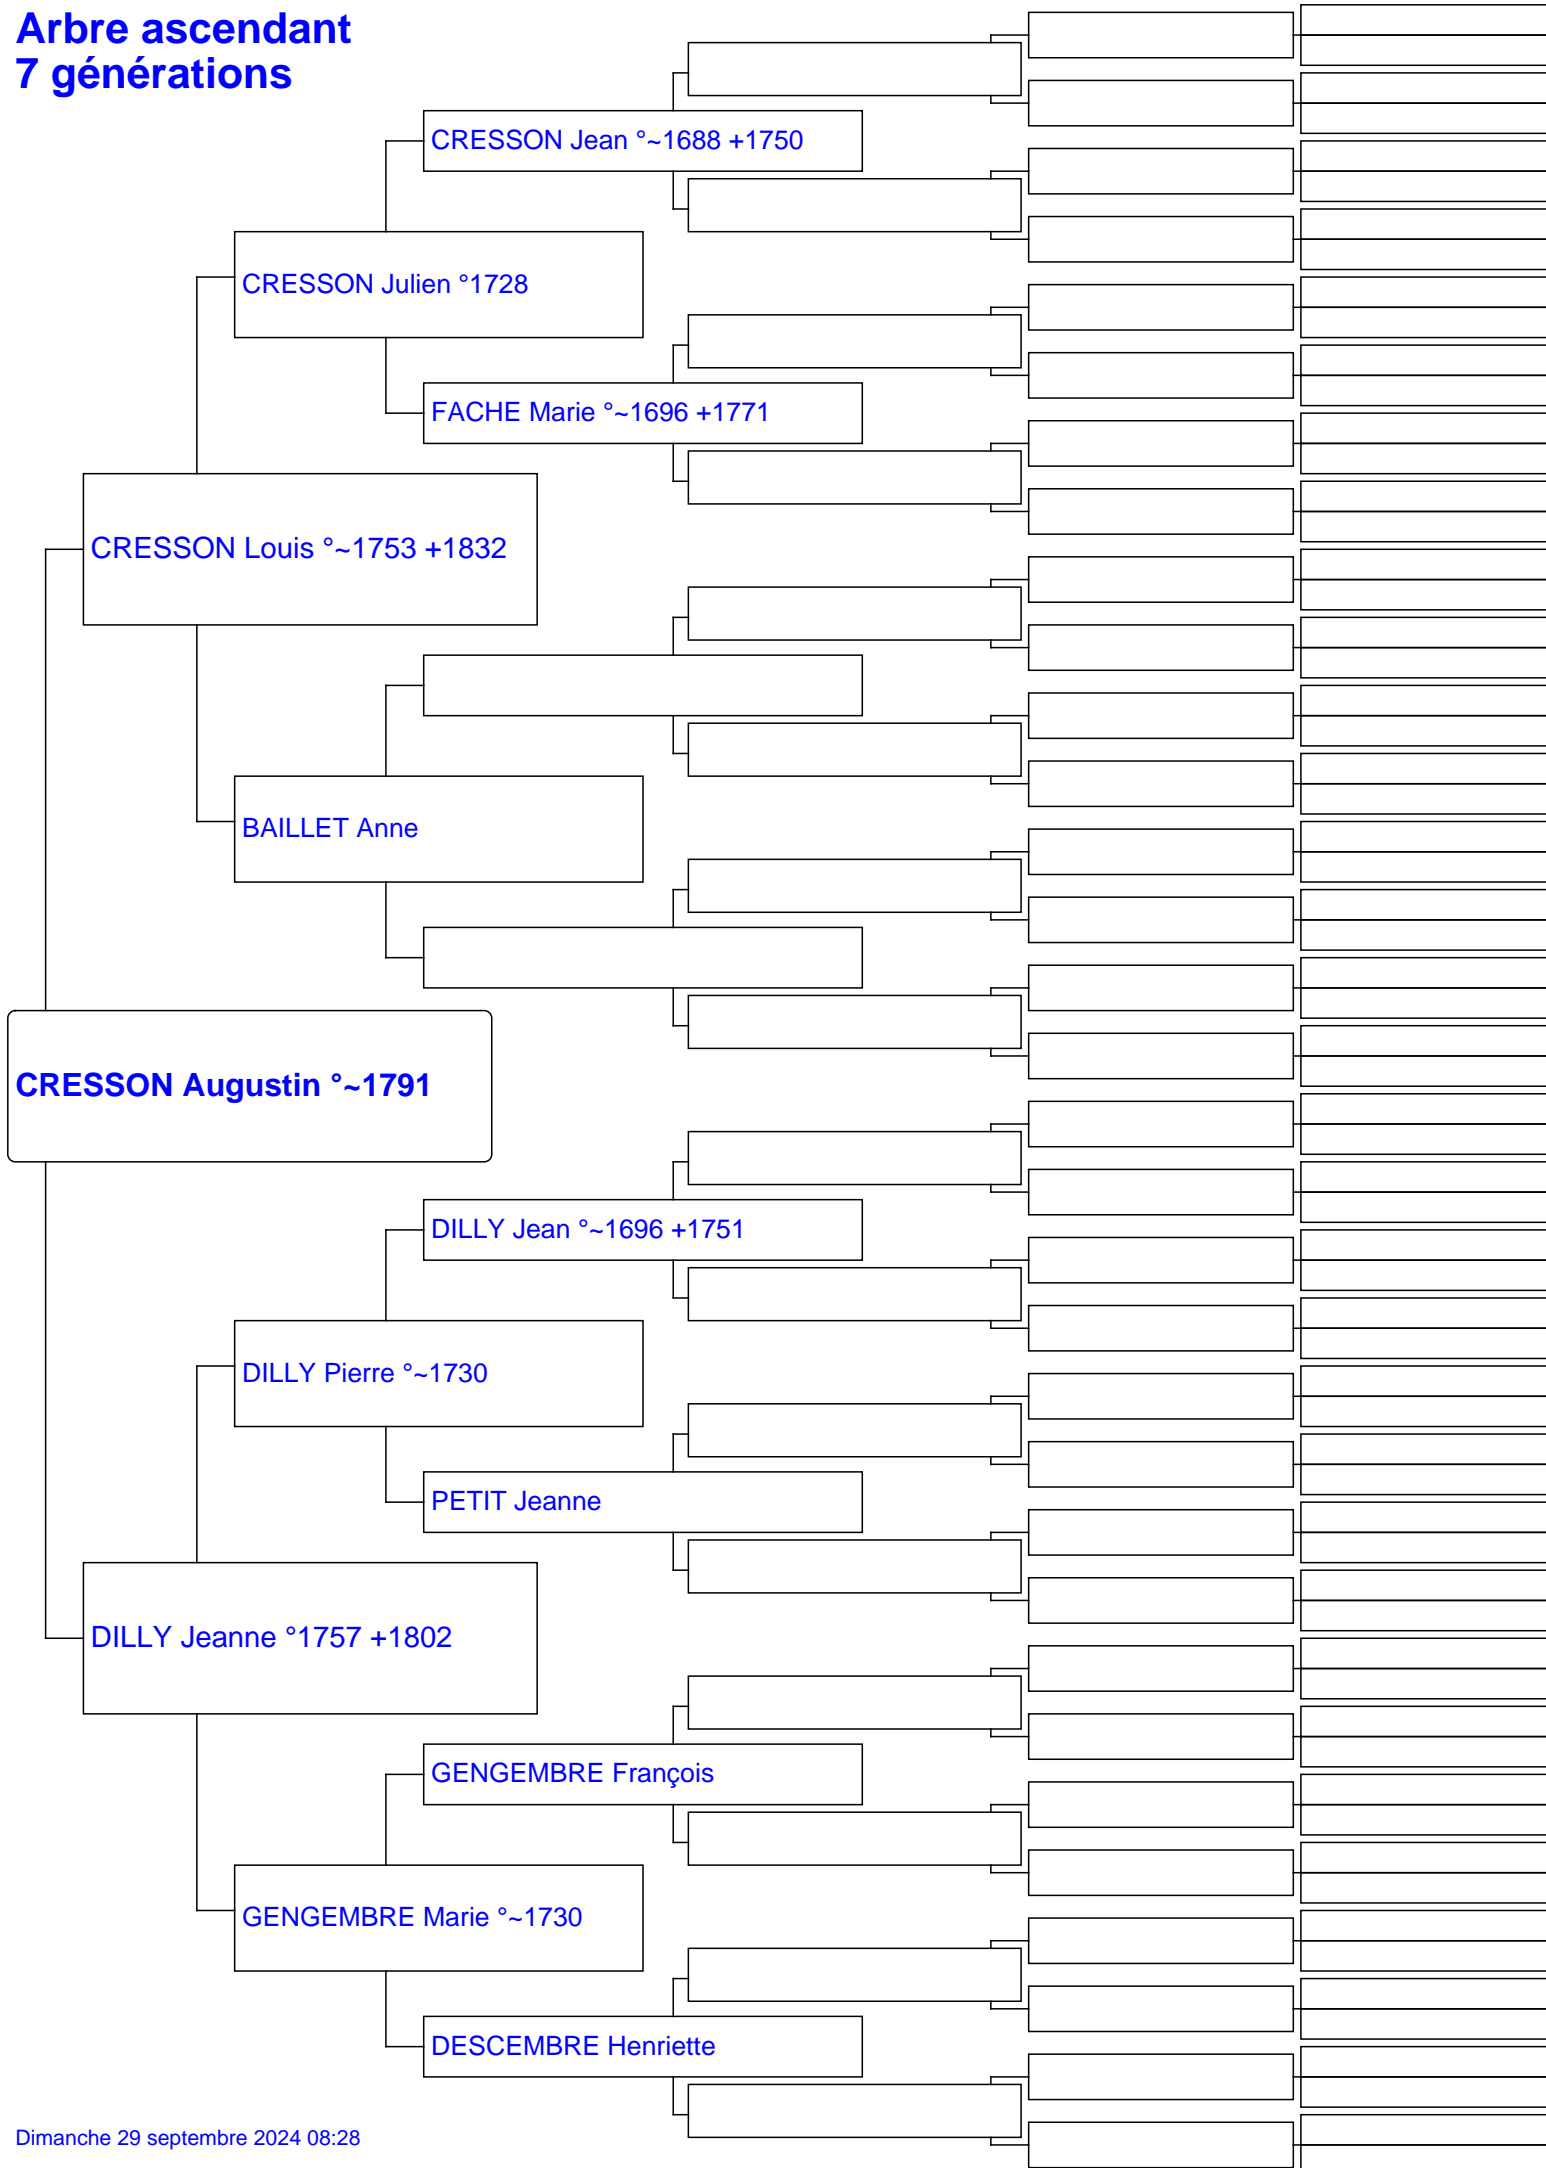 Arbre ascendant
7 générations
CRESSON Jean °~1688 +1750
CRESSON Julien °1728
FACHE Marie °~1696 +1771
CRESSON Louis °~1753 +1832
BAILLET Anne
CRESSON Augustin °~1791
DILLY Jean °~1696 +1751
DILLY Pierre °~1730
PETIT Jeanne
DILLY Jeanne °1757 +1802
GENGEMBRE François
GENGEMBRE Marie °~1730
DESCEMBRE Henriette
Dimanche 29 septembre 2024 08:28